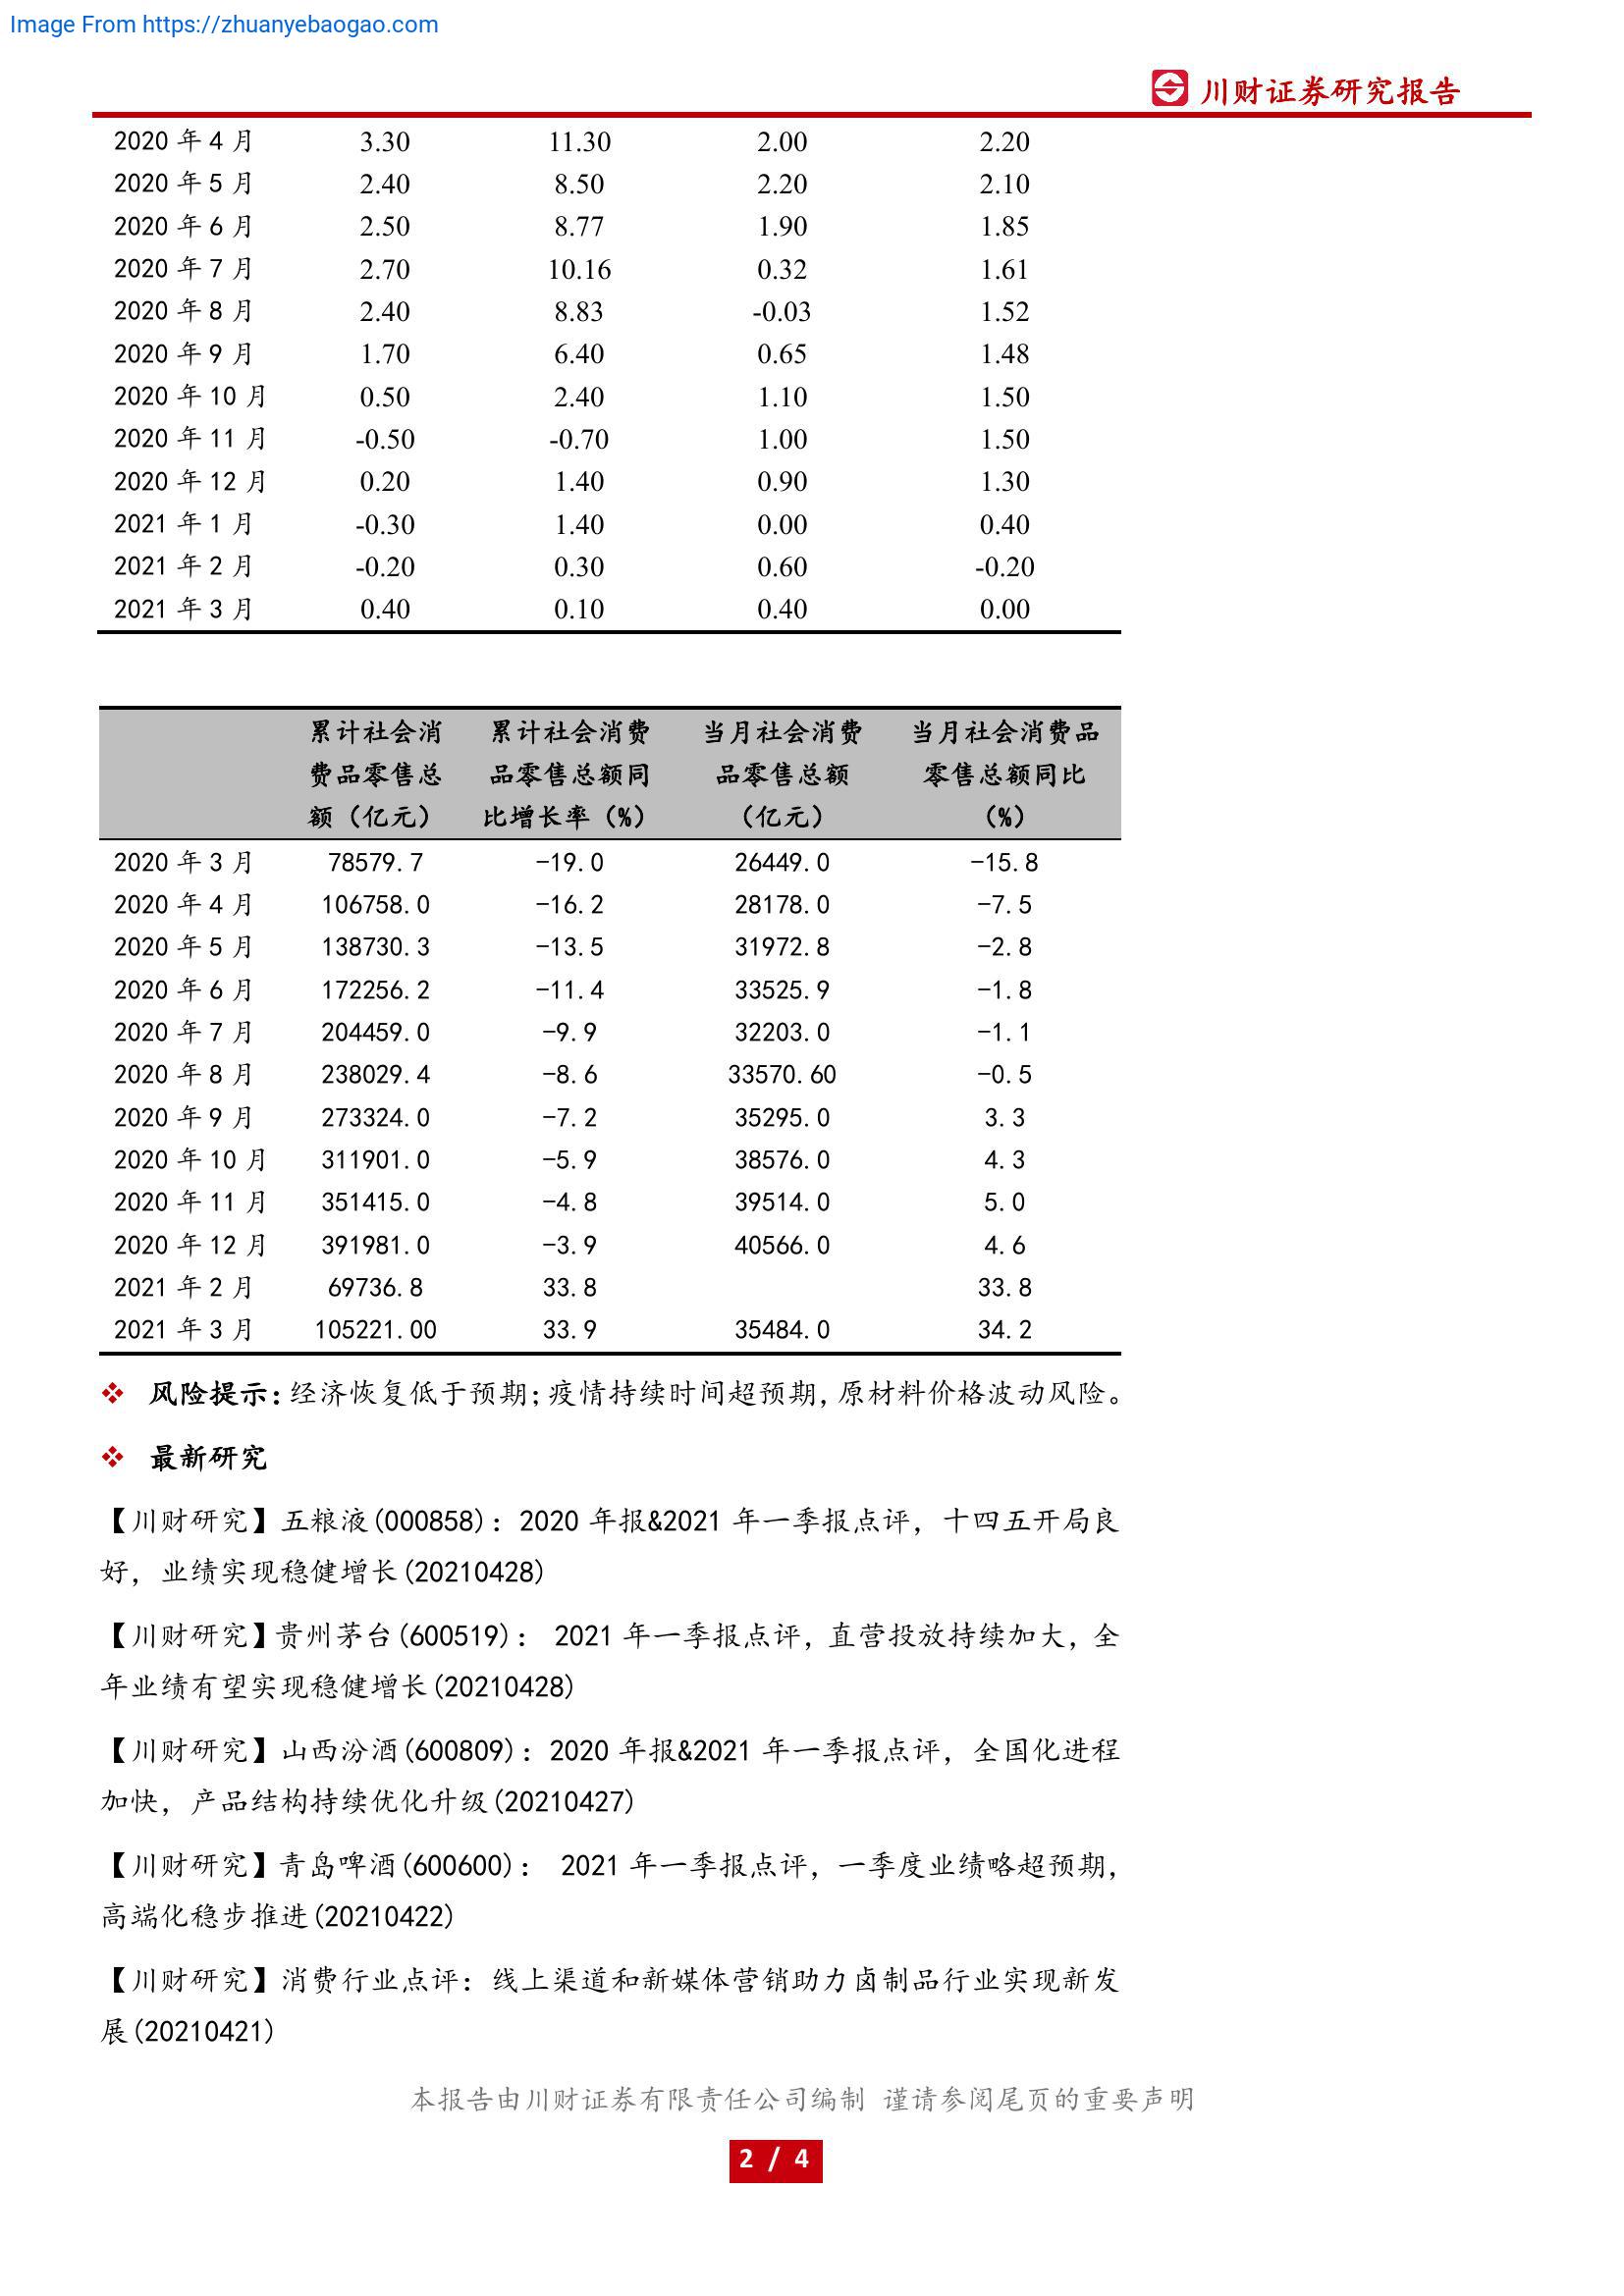 Image From https://zhuanyebaogao.com
川财证券研究报告
2020 年 4 月 3.30 11.30 2.00 2.20
2020 年 5 月 2.40 8.50 2.20 2.10
2020 年 6 月 2.50 8.77 1.90 1.85
2020 年 7 月 2.70 10.16 0.32 1.61
2020 年 8 月 2.40 8.83 -0.03 1.52
2020 年 9 月 1.70 6.40 0.65 1.48
2020 年 10 月 0.50 2.40 1.10 1.50
2020 年 11 月 -0.50 -0.70 1.00 1.50
2020 年 12 月 0.20 1.40 0.90 1.30
2021 年 1 月 -0.30 1.40 0.00 0.40
2021 年 2 月 -0.20 0.30 0.60 -0.20
2021 年 3 月 0.40 0.10 0.40 0.00
累计社会消 累计社会消费 当月社会消费 当月社会消费品
费品零售总 品零售总额同 品零售总额 零售总额同比
额（亿元） 比增长率（%） （亿元） （%）
2020 年 3 月 78579.7 -19.0 26449.0 -15.8
2020 年 4 月 106758.0 -16.2 28178.0 -7.5
2020 年 5 月 138730.3 -13.5 31972.8 -2.8
2020 年 6 月 172256.2 -11.4 33525.9 -1.8
2020 年 7 月 204459.0 -9.9 32203.0 -1.1
2020 年 8 月 238029.4 -8.6 33570.60 -0.5
2020 年 9 月 273324.0 -7.2 35295.0 3.3
2020 年 10 月 311901.0 -5.9 38576.0 4.3
2020 年 11 月 351415.0 -4.8 39514.0 5.0
2020 年 12 月 391981.0 -3.9 40566.0 4.6
2021 年 2 月 69736.8 33.8 33.8
2021 年 3 月 105221.00 33.9 35484.0 34.2
❖ 风险提示：经济恢复低于预期；疫情持续时间超预期，原材料价格波动风险。
❖ 最新研究
【川财研究】五粮液(000858)：2020 年报&2021 年一季报点评，十四五开局良
好，业绩实现稳健增长(20210428)
【川财研究】贵州茅台(600519)： 2021 年一季报点评，直营投放持续加大，全
年业绩有望实现稳健增长(20210428)
【川财研究】山西汾酒(600809)：2020 年报&2021 年一季报点评，全国化进程
加快，产品结构持续优化升级(20210427)
【川财研究】青岛啤酒(600600)： 2021 年一季报点评，一季度业绩略超预期，
高端化稳步推进(20210422)
【川财研究】消费行业点评：线上渠道和新媒体营销助力卤制品行业实现新发
展(20210421)
本报告由川财证券有限责任公司编制 谨请参阅尾页的重要声明
2 / 4